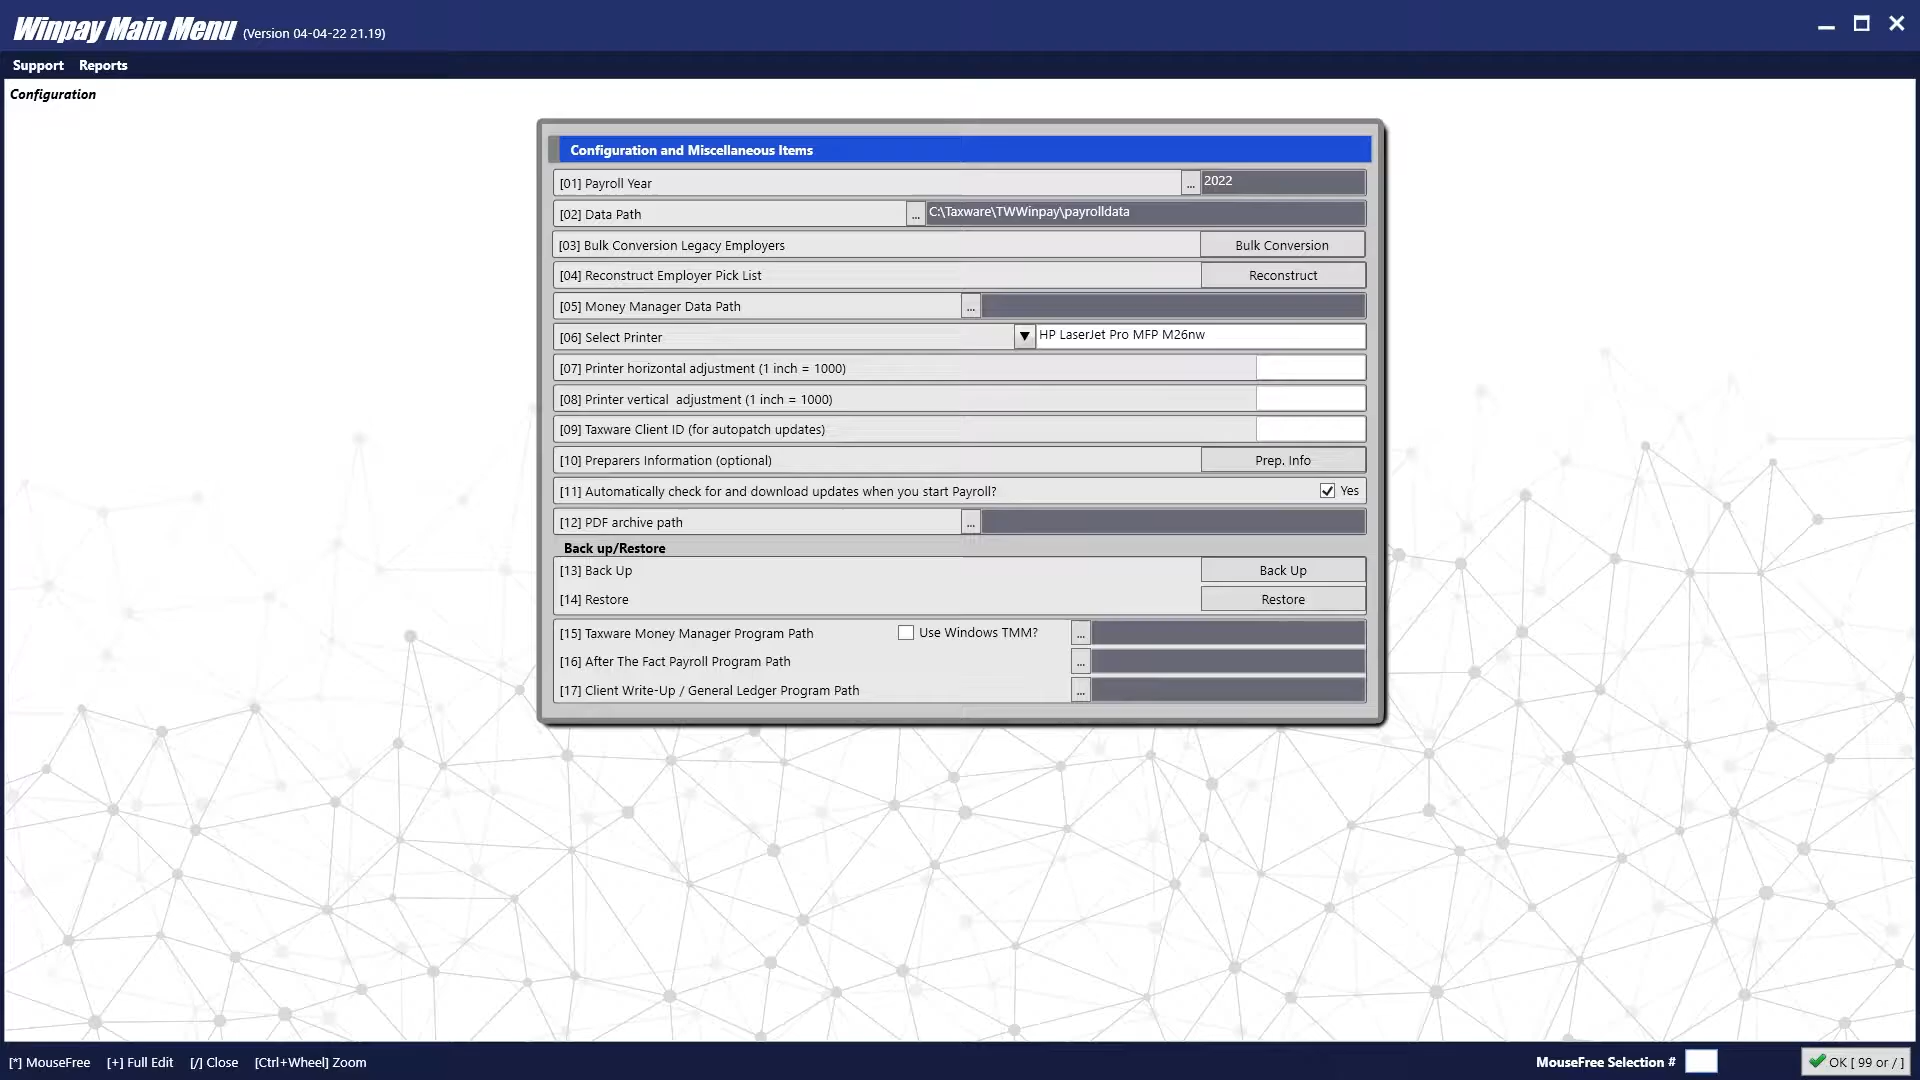 Winpay Main Menu (Version 04-04-22 21.19)
Support Reports
Configuration
Configuration and Miscellaneous Items
[01] Payroll Year ... 2022
[02] Data Path ... C:\Taxware\TWWinpay\payrolldata
[03] Bulk Conversion Legacy Employers Bulk Conversion
[04] Reconstruct Employer Pick List Reconstruct
[05] Money Manager Data Path ...
[06] Select Printer HP LaserJet Pro MFP M26nw
[07] Printer horizontal adjustment (1 inch = 1000)
[08] Printer vertical adjustment (1 inch = 1000)
[09] Taxware Client ID (for autopatch updates)
[10] Preparers Information (optional) Prep. Info
[11] Automatically check for and download updates when you start Payroll? Yes
[12] PDF archive path ...
Back up/Restore
[13] Back Up Back Up
[14] Restore Restore
[15] Taxware Money Manager Program Path Use Windows TMM? ...
[16] After The Fact Payroll Program Path ...
[17] Client Write-Up / General Ledger Program Path ...
[*] MouseFree [+] Full Edit [/] Close [Ctrl+Wheel] Zoom MouseFree Selection # OK [ 99 or / ]